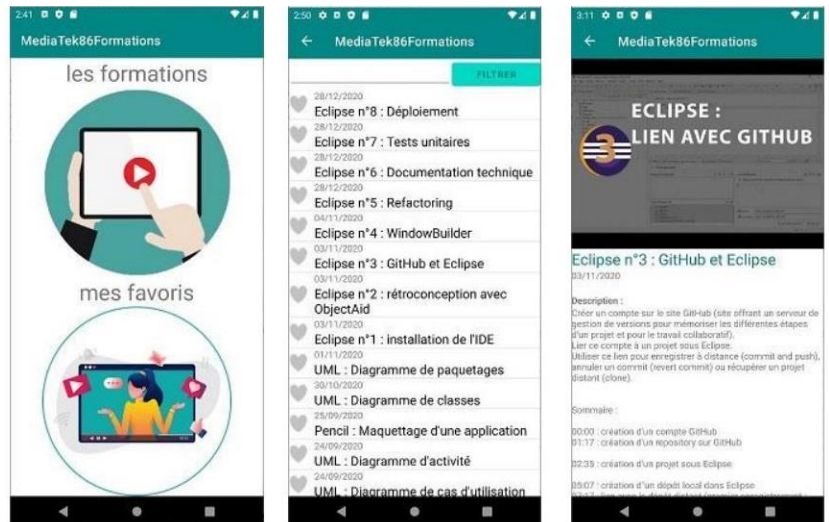 2:41
MediaTek86Formations
les formations
mes favoris
2:50
MediaTek86Formations
FILTRER
28/12/2020
Eclipse n°8 : Déploiement
28/12/2020
Eclipse n°7 : Tests unitaires
28/12/2020
Eclipse n°6 : Documentation technique
28/12/2020
Eclipse n°5 : Refactoring
04/11/2020
Eclipse n°4 : WindowBuilder
03/11/2020
Eclipse n°3 : GitHub et Eclipse
03/11/2020
Eclipse n°2 : rétroconception avec
ObjectAid
03/11/2020
Eclipse n°1 : installation de l'IDE
01/11/2020
UML : Diagramme de paquetages
30/10/2020
UML : Diagramme de classes
25/09/2020
Pencil : Maquettage d'une application
24/09/2020
UML : Diagramme d'activité
24/09/2020
UML : Diagramme de cas d'utilisation
3:11
MediaTek86Formations
ECLIPSE :
3 LIEN AVEC GITHUB
Eclipse n°3 : GitHub et Eclipse
03/11/2020
Description :
Créer un compte sur le site GitHub (site offrant un serveur de
gestion de versions pour mémoriser les différentes étapes
d'un projet et pour le travail collaboratif).
Lier ce compte à un projet sous Eclipse.
Utiliser ce lien pour enregistrer à distance (commit and push),
annuler un commit (revert commit) ou récupérer un projet
distant (clone).
Sommaire :
00:00 : création d'un compte GitHub
01:17 : création d'un repository sur GitHub
02:35 : création d'un projet sous Eclipse
05:07 : création d'un dépôt local dans Eclipse